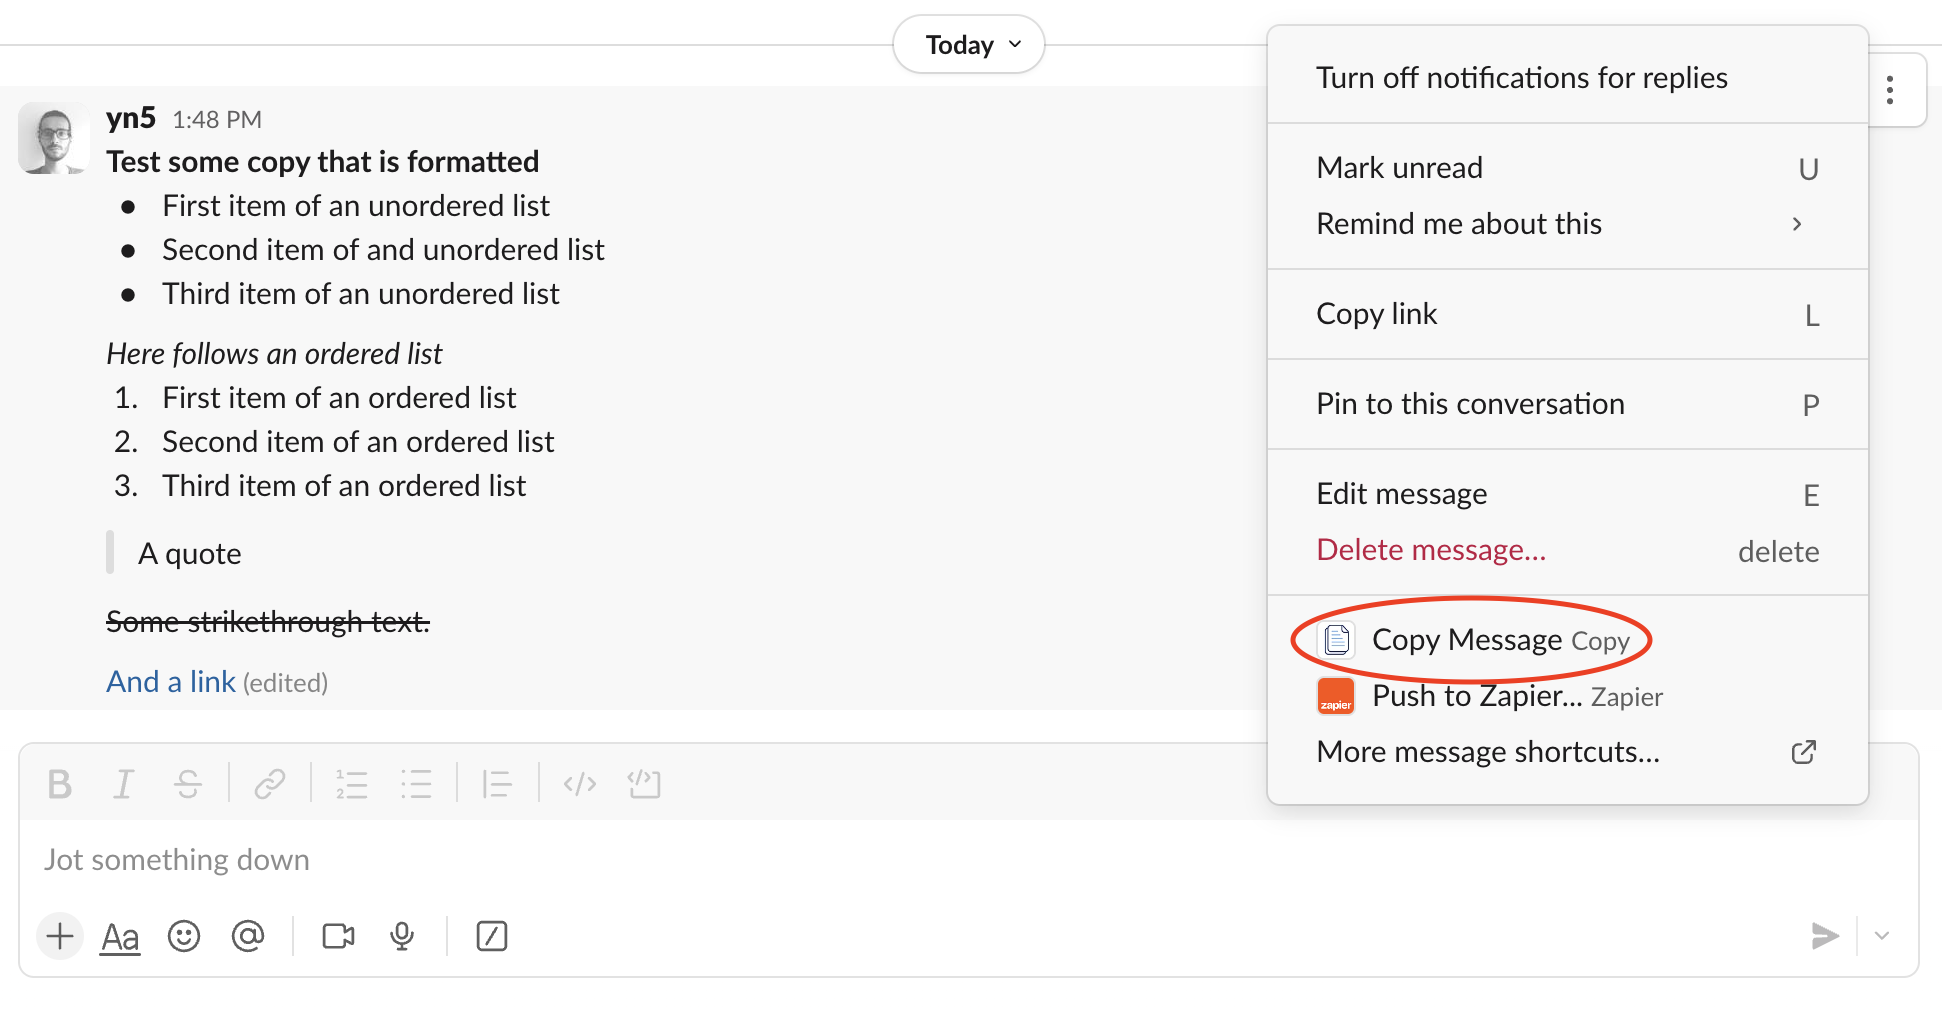 Today
yn5 1:48 PM
Test some copy that is formatted
● First item of an unordered list
● Second item of and unordered list
● Third item of an unordered list
Here follows an ordered list
1. First item of an ordered list
2. Second item of an ordered list
3. Third item of an ordered list
A quote
Some strikethrough text.
And a link (edited)
Turn off notifications for replies
Mark unread U
Remind me about this
Copy link L
Pin to this conversation P
Edit message E
Delete message... delete
Copy Message Copy
zapier Push to Zapier... Zapier
More message shortcuts...
Jot something down
Aa